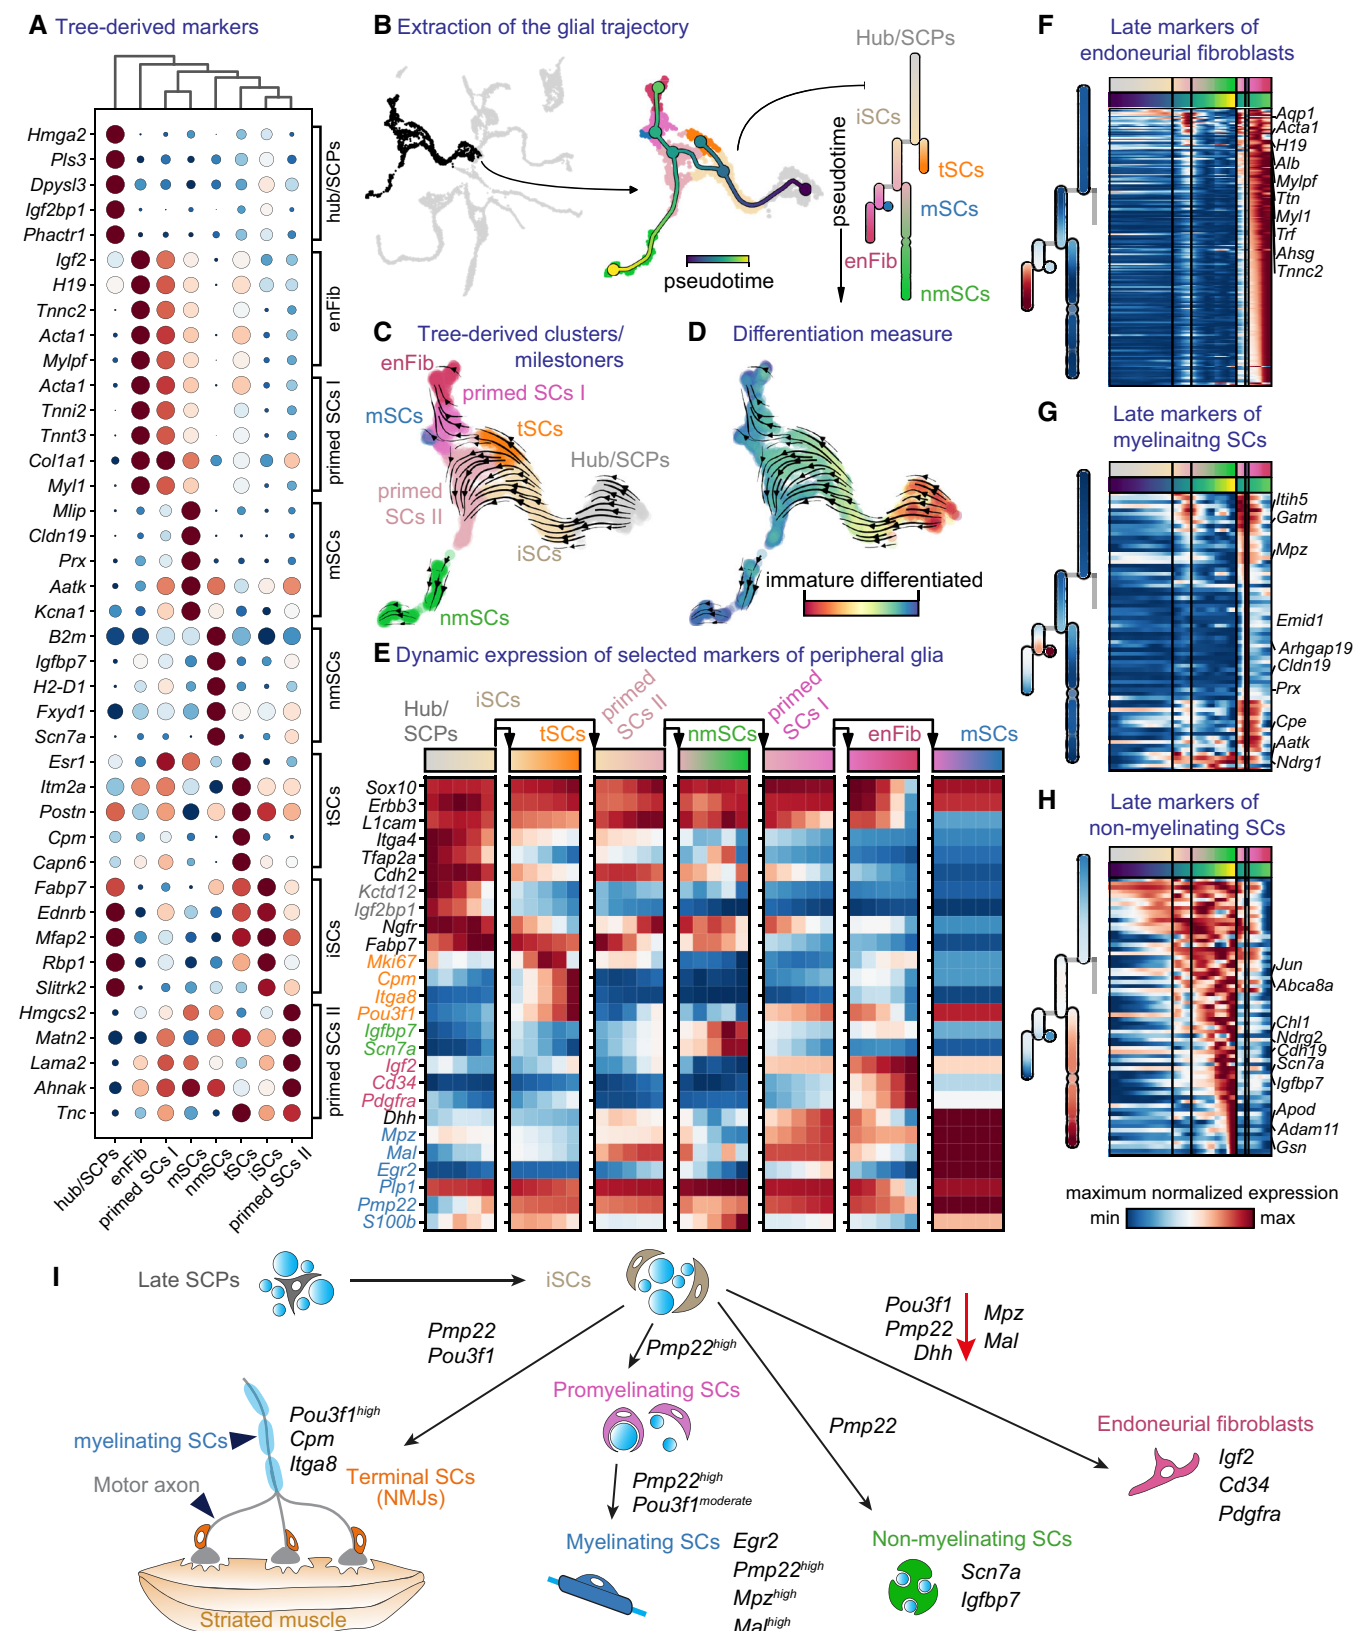 A Tree-derived markers
Hmga2
Pls3
Dpysl3
Igf2bp1
Phactr1
Igf2
H19
Tnnc2
Acta1
Mylpf
Acta1
Tnni2
Tnnt3
Col1a1
Myl1
Mlip
Cldn19
Prx
Aatk
Kcna1
B2m
Igfbp7
H2-D1
Fxyd1
Scn7a
Esr1
Itm2a
Postn
Cpm
Capn6
Fabp7
Ednrb
Mfap2
Rbp1
Slitrk2
Hmgcs2
Matn2
Lama2
Ahnak
Tnc
hub/SCPs
enFib
primed SCs I
mSCs
nmSCs
tSCs
iSCs
primed SCs II
hub/SCPs
enFib
primed SCs I
mSCs
nmSCs
tSCs
iSCs
primed SCs II
B Extraction of the glial trajectory
pseudotime
Hub/SCPs
iSCs
tSCs
mSCs
enFib
nmSCs
pseudotime
C Tree-derived clusters/
milestoners
enFib
primed SCs I
mSCs
tSCs
Hub/SCPs
primed
SCs II
iSCs
nmSCs
D Differentiation measure
immature differentiated
E Dynamic expression of selected markers of peripheral glia
Hub/
SCPs
iSCs
tSCs
primed
SCs II
nmSCs
primed
SCs I
enFib
mSCs
Sox10
Erbb3
L1cam
Itga4
Tfap2a
Cdh2
Kctd12
Igf2bp1
Ngfr
Fabp7
Mki67
Cpm
Itga8
Pou3f1
Igfbp7
Scn7a
Igf2
Cd34
Pdgfra
Dhh
Mpz
Mal
Egr2
Plp1
Pmp22
S100b
F Late markers of
endoneurial fibroblasts
Aqp1
Acta1
H19
Alb
Mylpf
Ttn
Myl1
Trf
Ahsg
Tnnc2
G Late markers of
myelinaitng SCs
Itih5
Gatm
Mpz
Emid1
Arhgap19
Cldn19
Prx
Cpe
Aatk
Ndrg1
H Late markers of
non-myelinating SCs
Jun
Abca8a
Chl1
Ndrg2
Cdh19
Scn7a
Igfbp7
Apod
Adam11
Gsn
maximum normalized expression
min max
I
Late SCPs
iSCs
Pmp22
Pou3f1
Pmp22high
Pou3f1
Pmp22
Dhh
Mpz
Mal
Promyelinating SCs
Pmp22
Pmp22high
Pou3f1moderate
myelinating SCs
Pou3f1high
Cpm
Itga8
Motor axon
Terminal SCs
(NMJs)
Striated muscle
Myelinating SCs
Egr2
Pmp22high
Mpzhigh
Malhigh
Non-myelinating SCs
Scn7a
Igfbp7
Endoneurial fibroblasts
Igf2
Cd34
Pdgfra